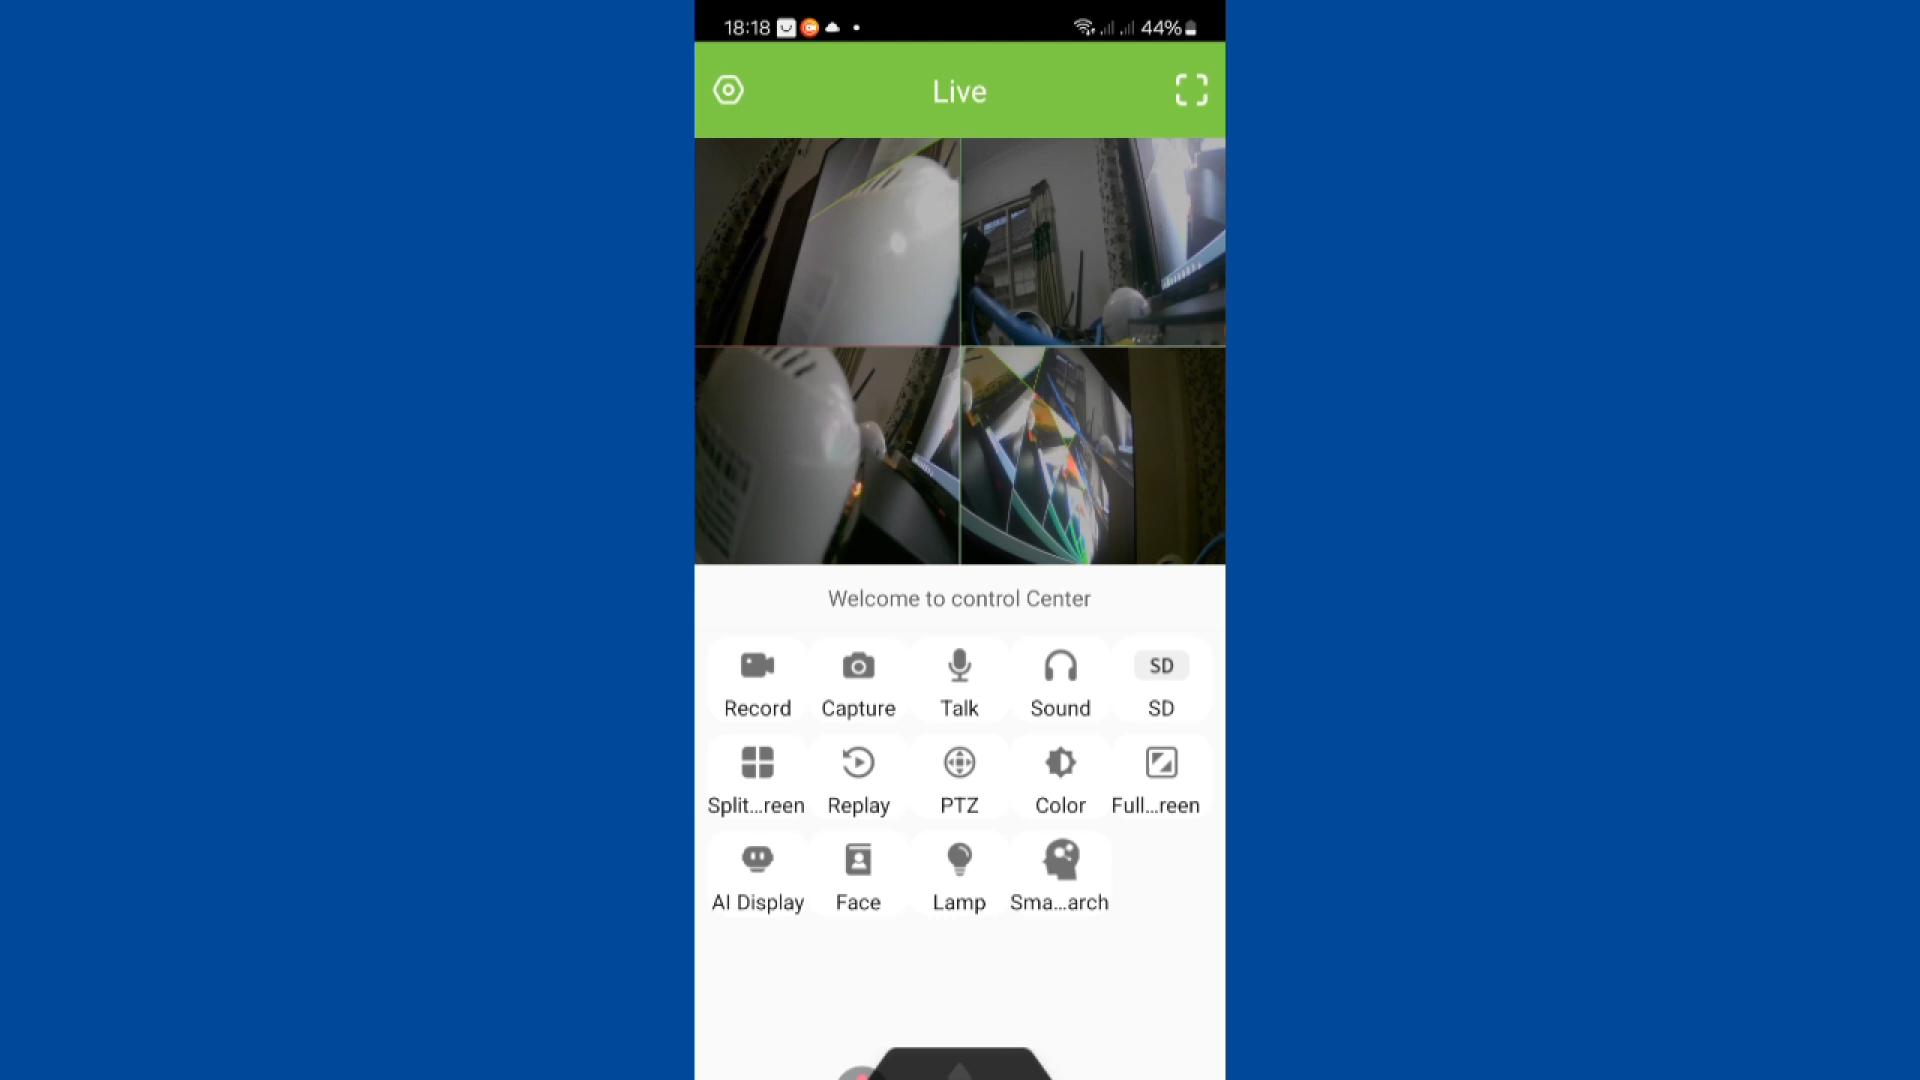 18:18 44%
Live
Welcome to control Center
SD
Record Capture Talk Sound SD
Split...reen Replay PTZ Color Full...reen
AI Display Face Lamp Sma...arch